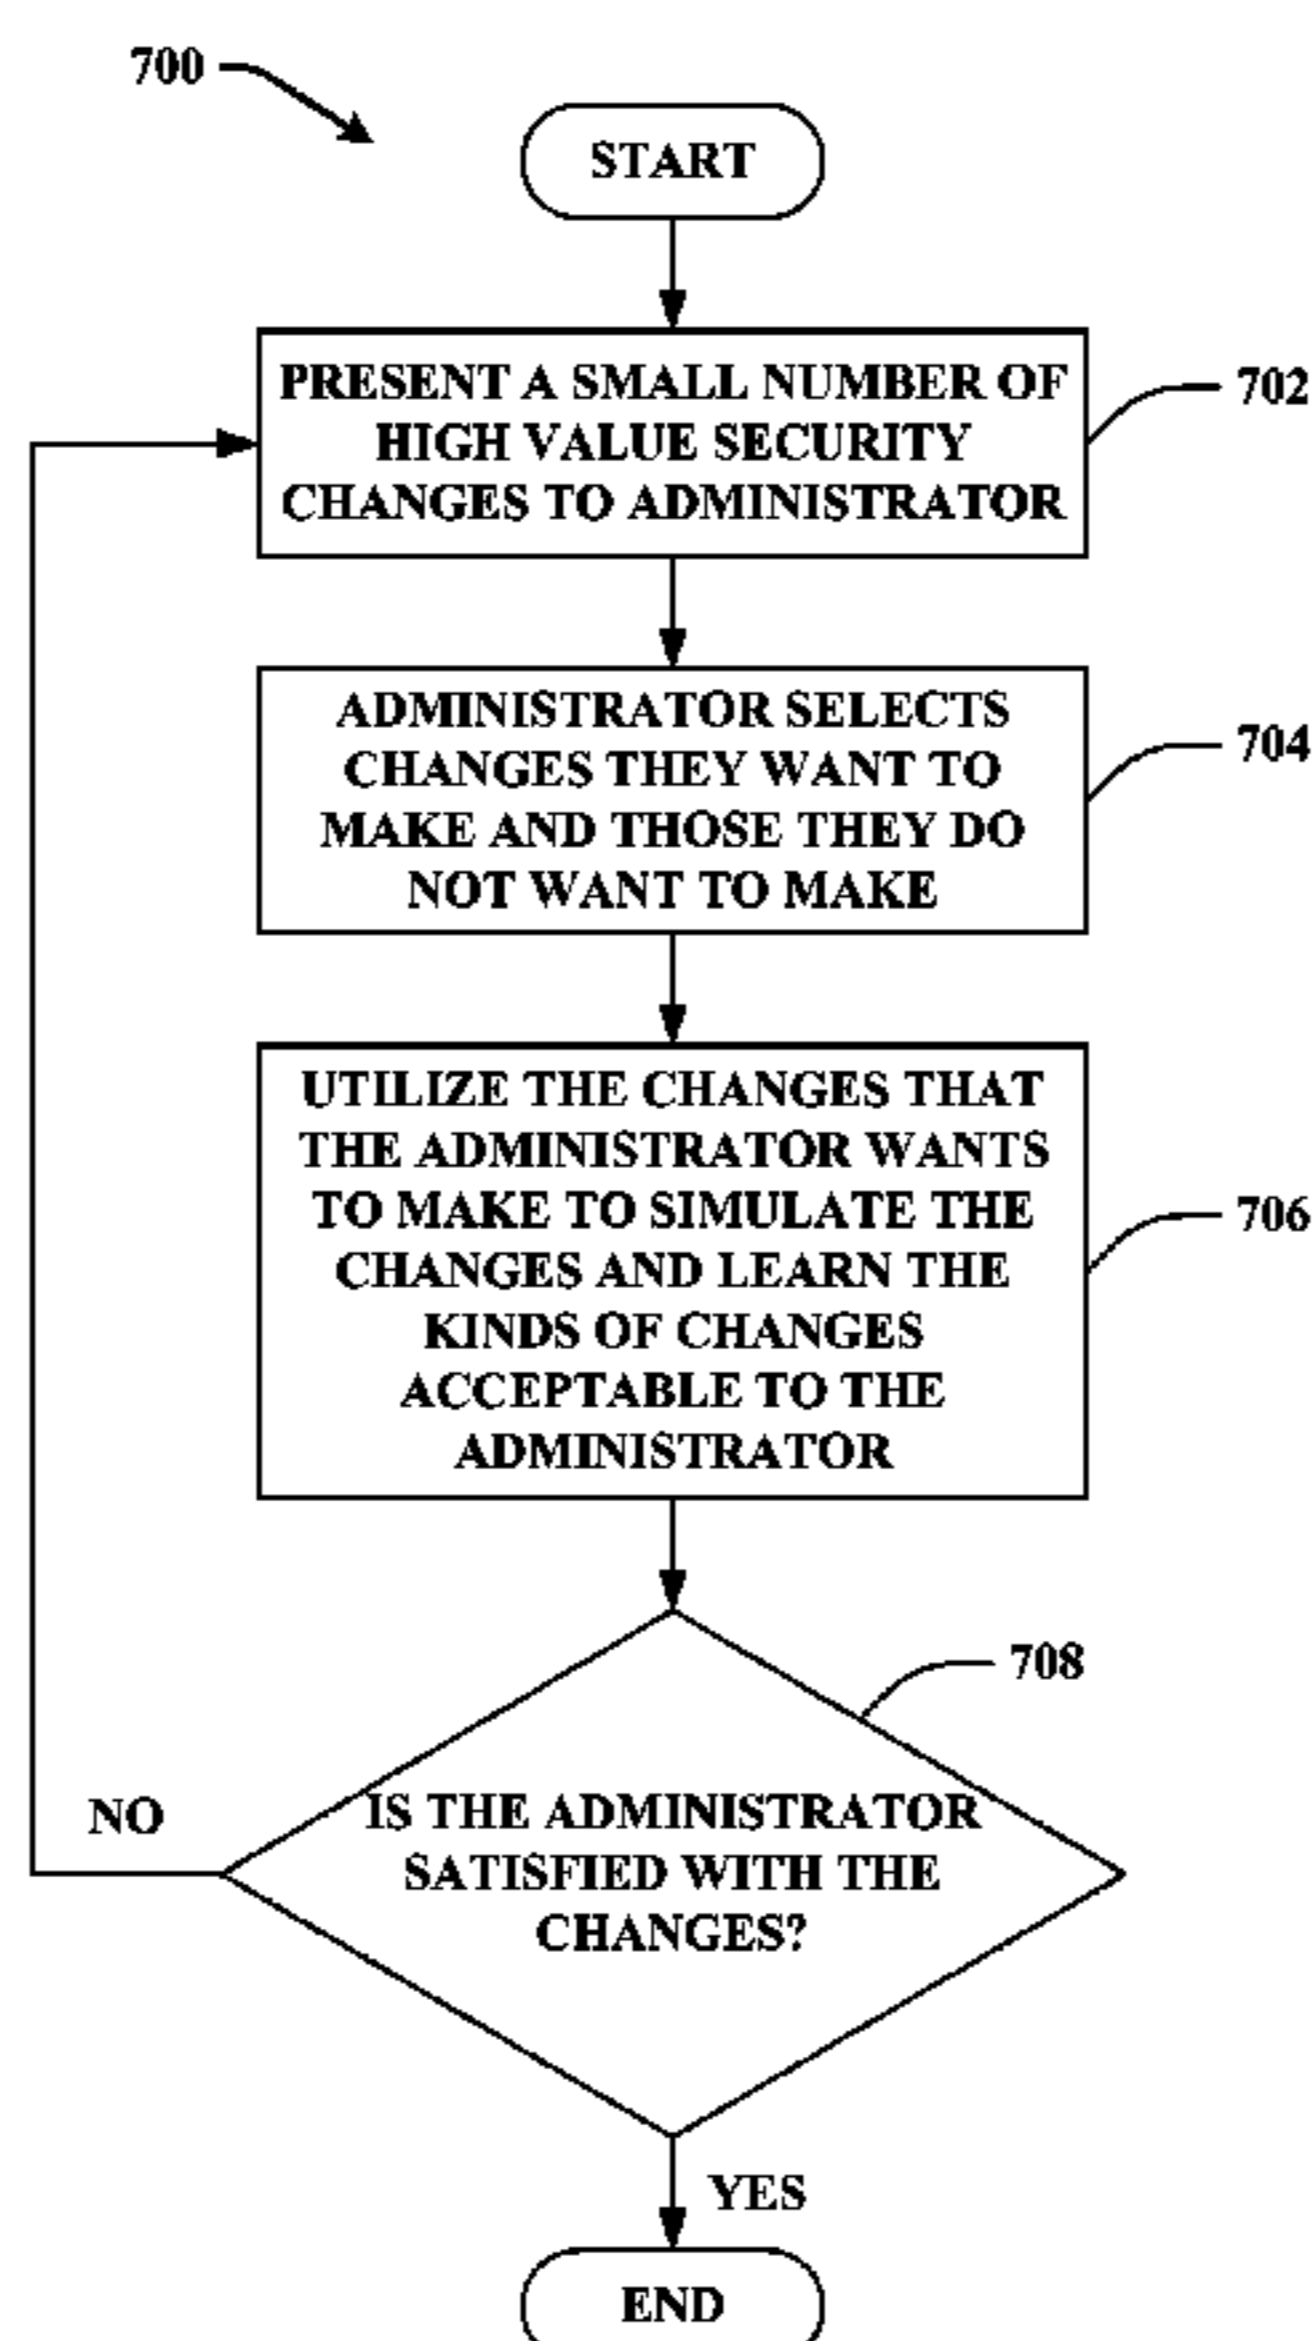 700
START
PRESENT A SMALL NUMBER OF
HIGH VALUE SECURITY
CHANGES TO ADMINISTRATOR
702
ADMINISTRATOR SELECTS
CHANGES THEY WANT TO
MAKE AND THOSE THEY DO
NOT WANT TO MAKE
704
UTILIZE THE CHANGES THAT
THE ADMINISTRATOR WANTS
TO MAKE TO SIMULATE THE
CHANGES AND LEARN THE
KINDS OF CHANGES
ACCEPTABLE TO THE
ADMINISTRATOR
706
708
IS THE ADMINISTRATOR
SATISFIED WITH THE
CHANGES?
NO
YES
END